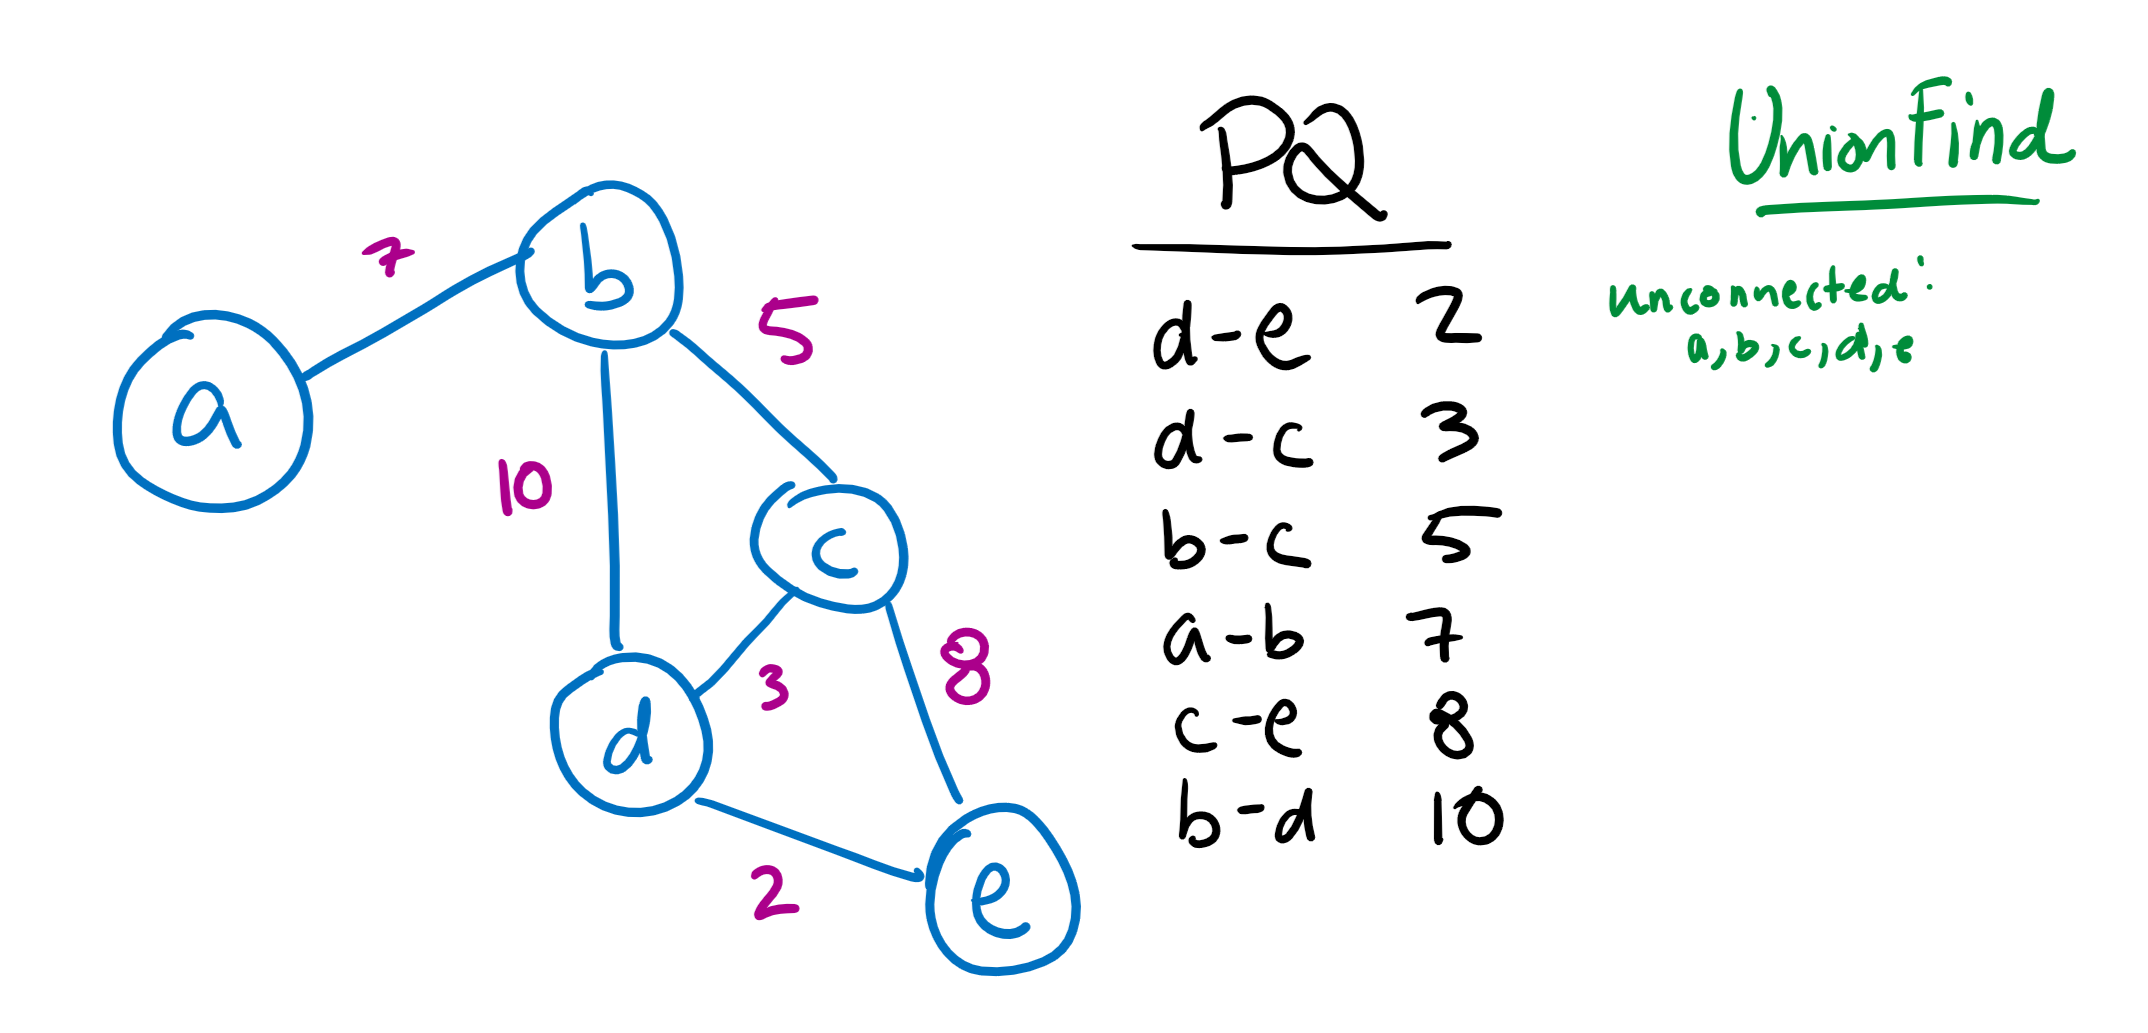 7
b
5
a
10
c
8
3
d
2
e
PQ
d-e 2
d-c 3
b-c 5
a-b 7
c-e 8
b-d 10
UnionFind
unconnected:
a,b,c,d,e